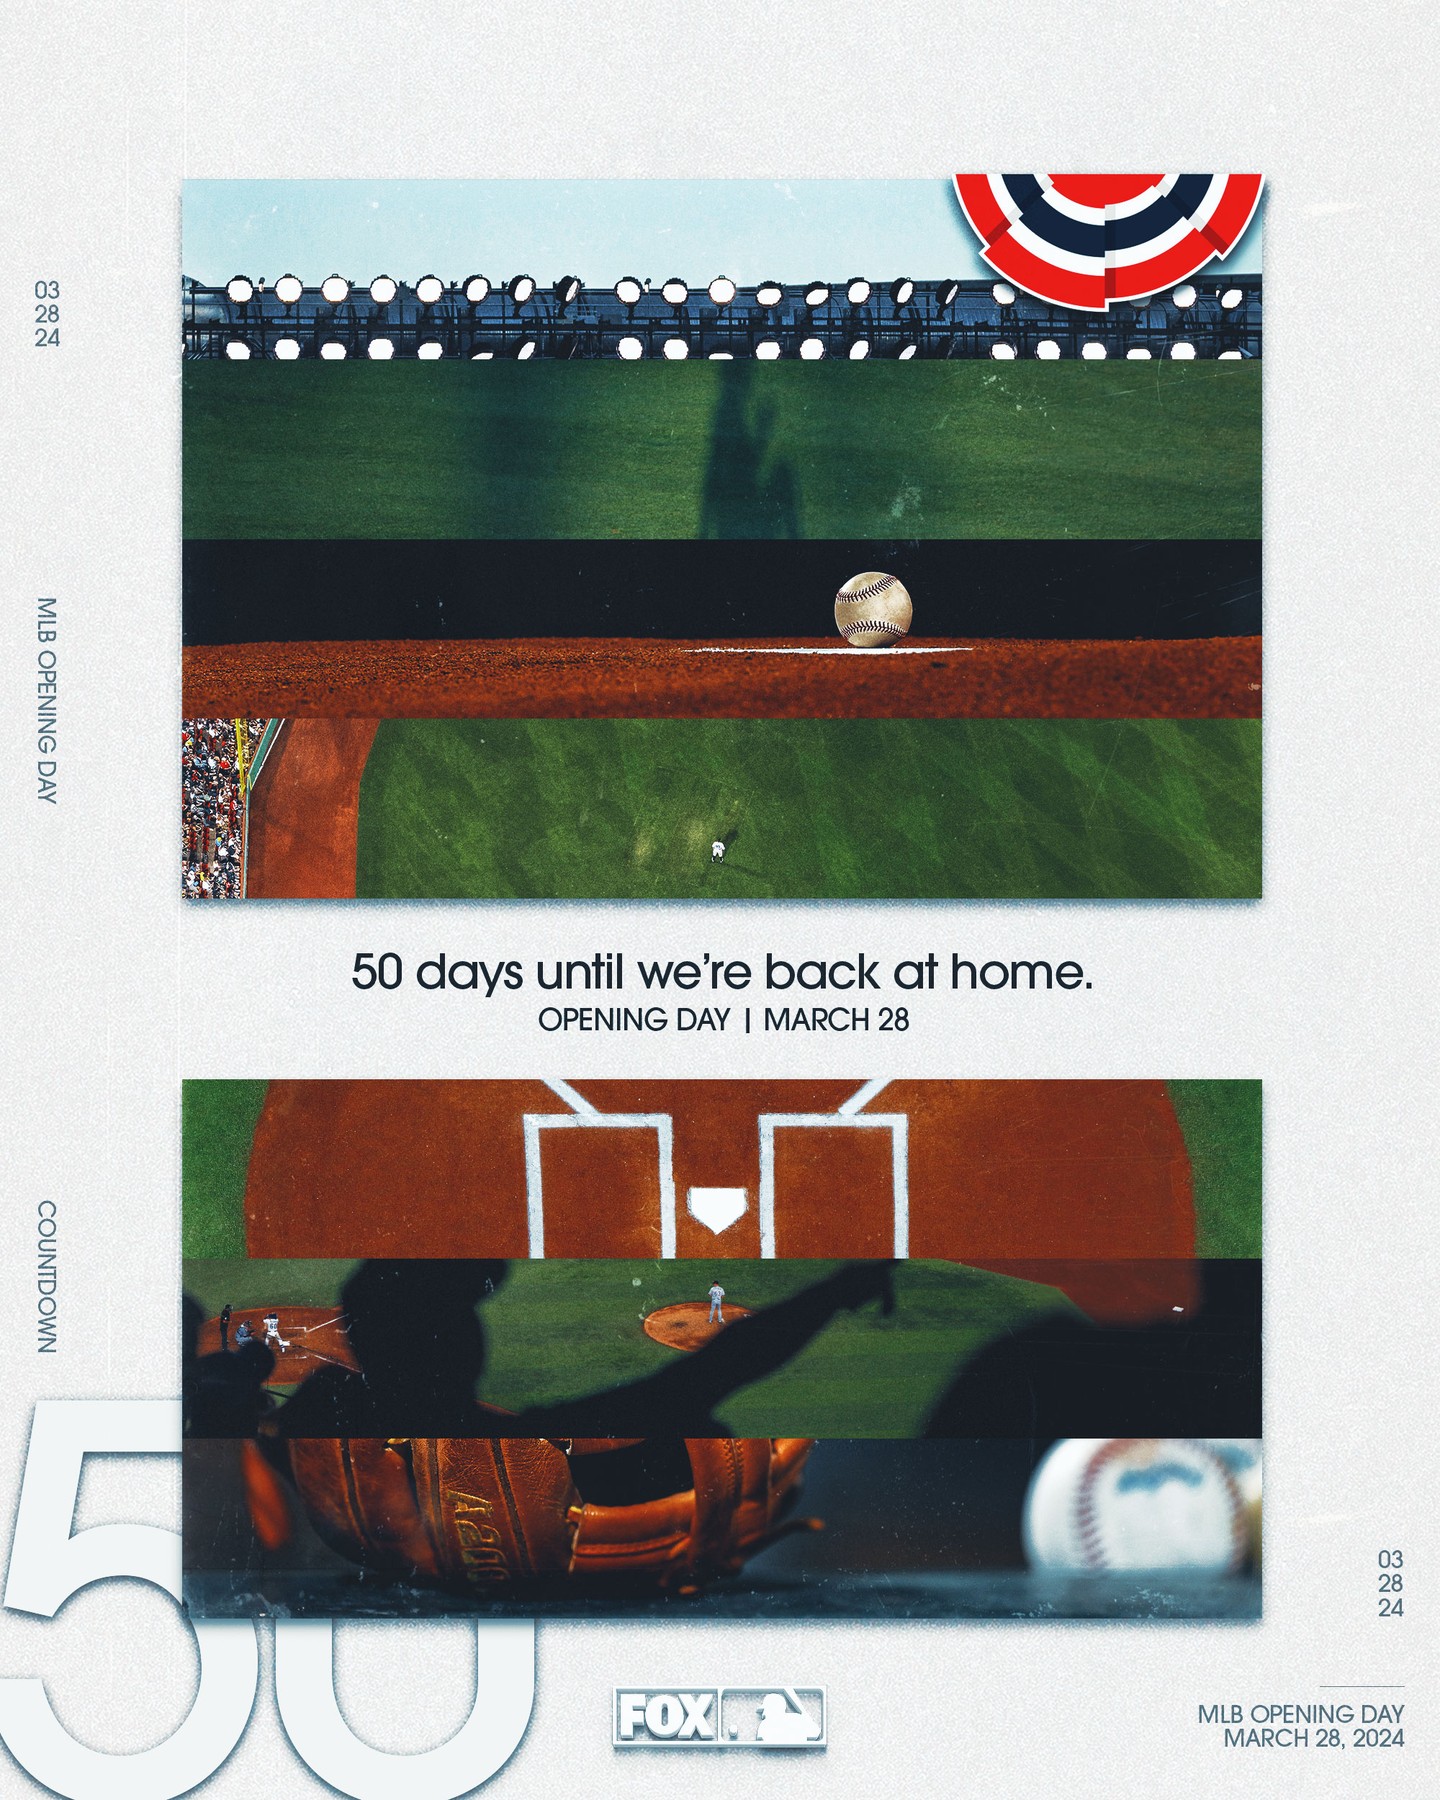 03
28
24
MLB OPENING DAY
50 days until we're back at home.
OPENING DAY | MARCH 28
COUNTDOWN
50
03
28
24
FOX
MLB OPENING DAY
MARCH 28, 2024